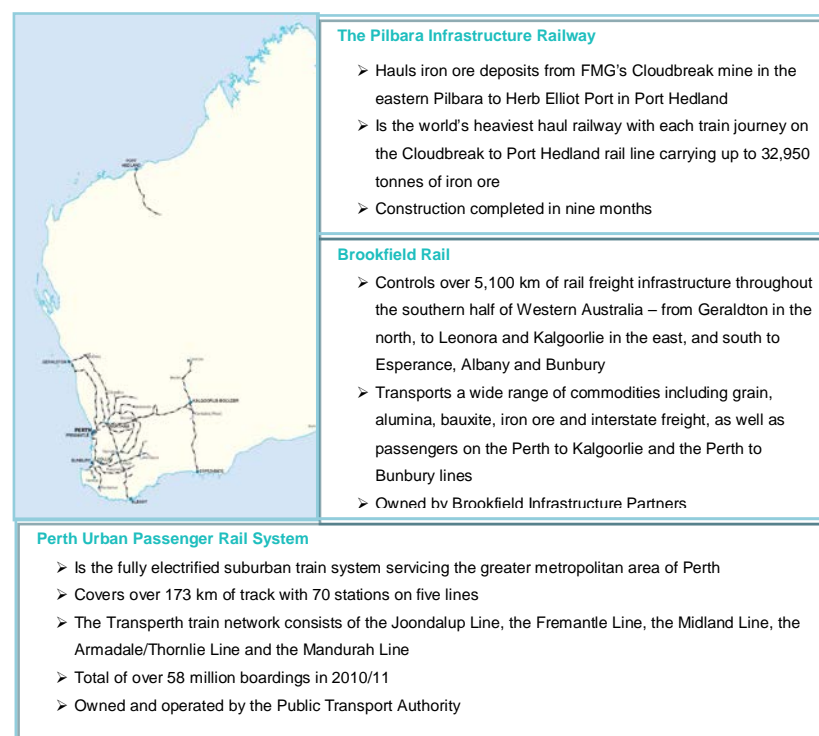 The Pilbara Infrastructure Railway
➢ Hauls iron ore deposits from FMG's Cloudbreak mine in the
eastern Pilbara to Herb Elliot Port in Port Hedland
➢ Is the world's heaviest haul railway with each train journey on
the Cloudbreak to Port Hedland rail line carrying up to 32,950
tonnes of iron ore
➢ Construction completed in nine months
PORT
HEDLAND
GERALDTON
KALGOORLIE BOULDER
PERTH
BUNBURY
ESPERANCE
ALBANY
Brookfield Rail
➢ Controls over 5,100 km of rail freight infrastructure throughout
the southern half of Western Australia – from Geraldton in the
north, to Leonora and Kalgoorlie in the east, and south to
Esperance, Albany and Bunbury
➢ Transports a wide range of commodities including grain,
alumina, bauxite, iron ore and interstate freight, as well as
passengers on the Perth to Kalgoorlie and the Perth to
Bunbury lines
➢ Owned by Brookfield Infrastructure Partners
Perth Urban Passenger Rail System
➢ Is the fully electrified suburban train system servicing the greater metropolitan area of Perth
➢ Covers over 173 km of track with 70 stations on five lines
➢ The Transperth train network consists of the Joondalup Line, the Fremantle Line, the Midland Line, the
Armadale/Thornlie Line and the Mandurah Line
➢ Total of over 58 million boardings in 2010/11
➢ Owned and operated by the Public Transport Authority